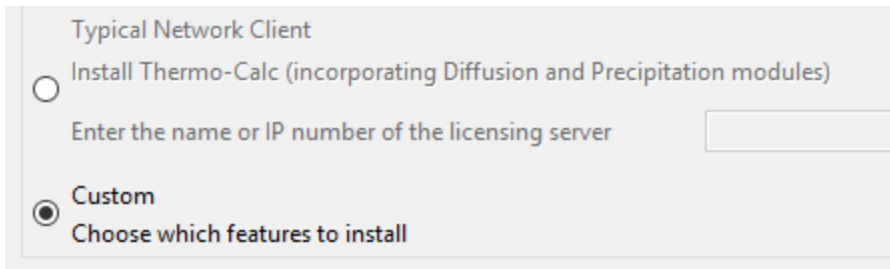 Typical Network Client
Install Thermo-Calc (incorporating Diffusion and Precipitation modules)
Enter the name or IP number of the licensing server
Custom
Choose which features to install